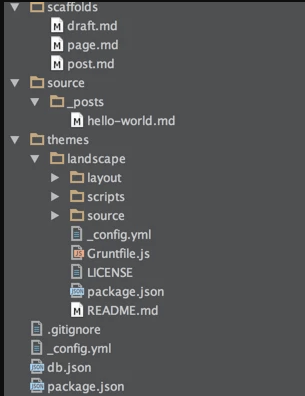 scaffolds
draft.md
page.md
post.md
source
_posts
hello-world.md
themes
landscape
layout
scripts
source
_config.yml
Gruntfile.js
LICENSE
package.json
README.md
.gitignore
_config.yml
db.json
package.json